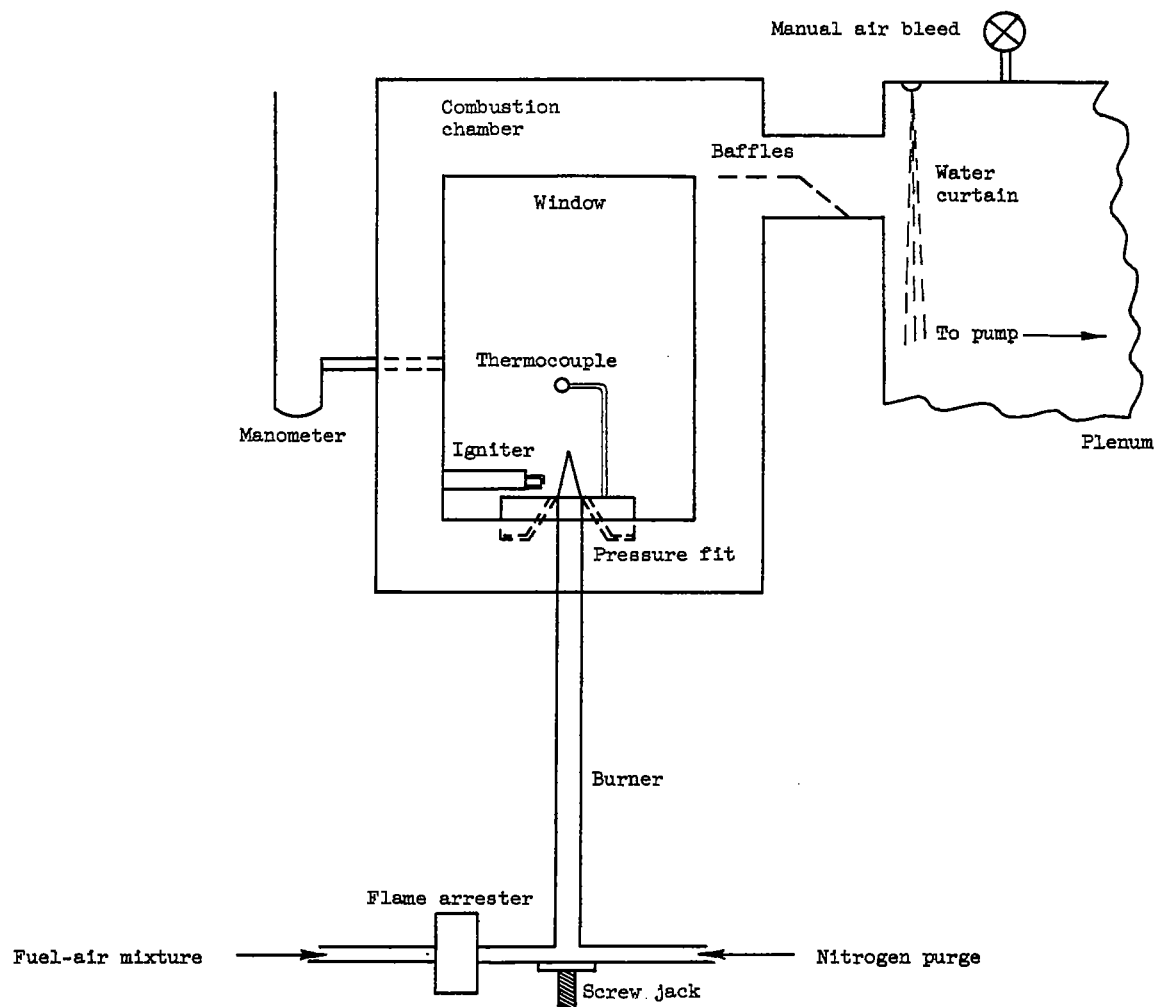 Manual air bleed
Combustion
chamber
Baffles
Water
curtain
Window
To pump
Thermocouple
Manometer
Plenum
Igniter
Pressure fit
Burner
Flame arrester
Fuel-air mixture
Nitrogen purge
Screw jack